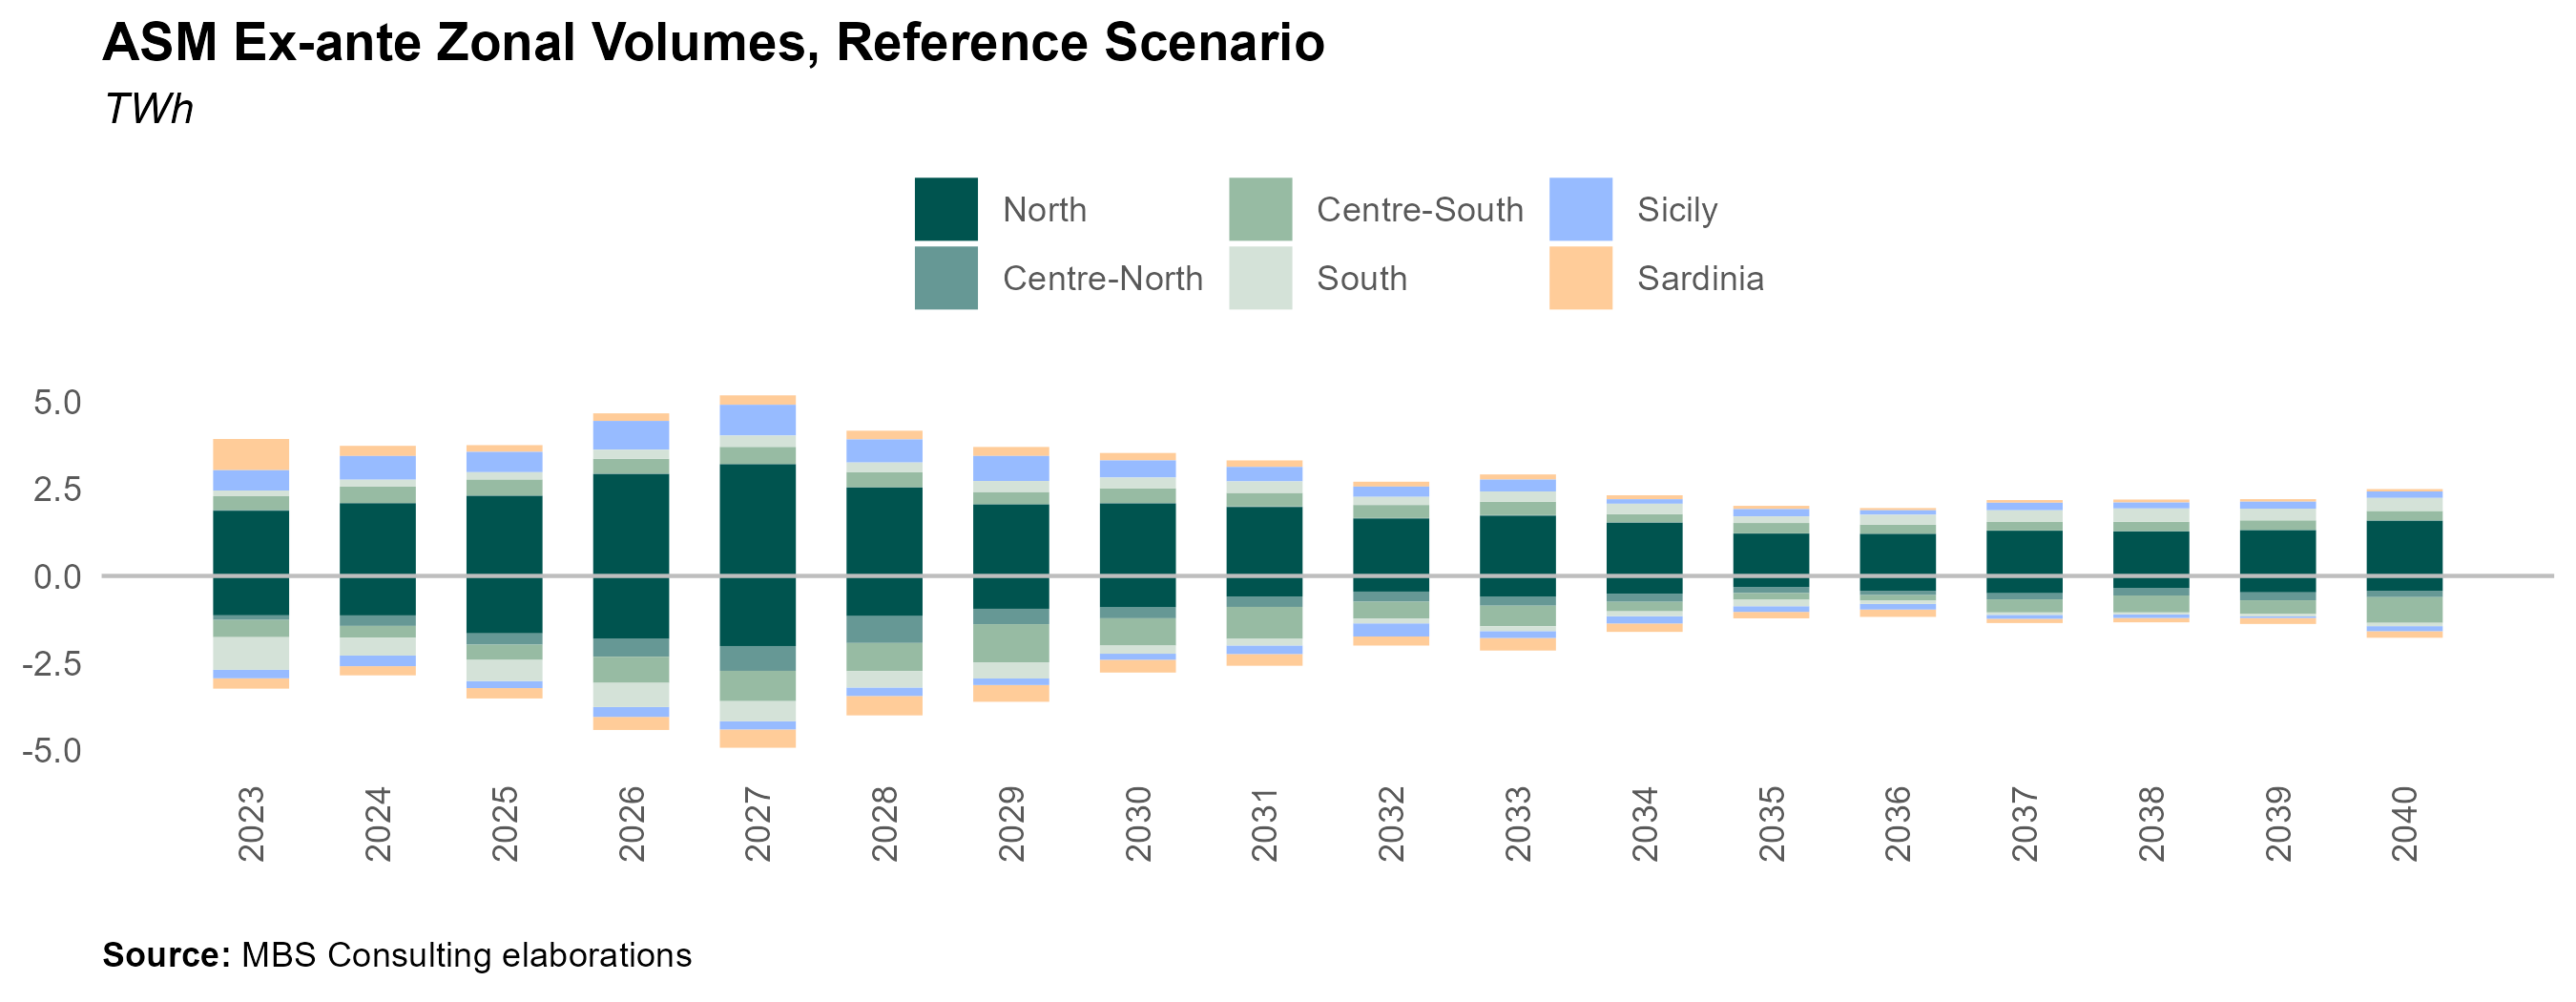 ASM Ex-ante Zonal Volumes, Reference Scenario
TWh
North
Centre-South
Sicily
Centre-North
South
Sardinia
5.0
2.5
0.0
-2.5
-5.0
2023 2024 2025 2026 2027 2028 2029 2030 2031 2032 2033 2034 2035 2036 2037 2038 2039 2040
Source: MBS Consulting elaborations